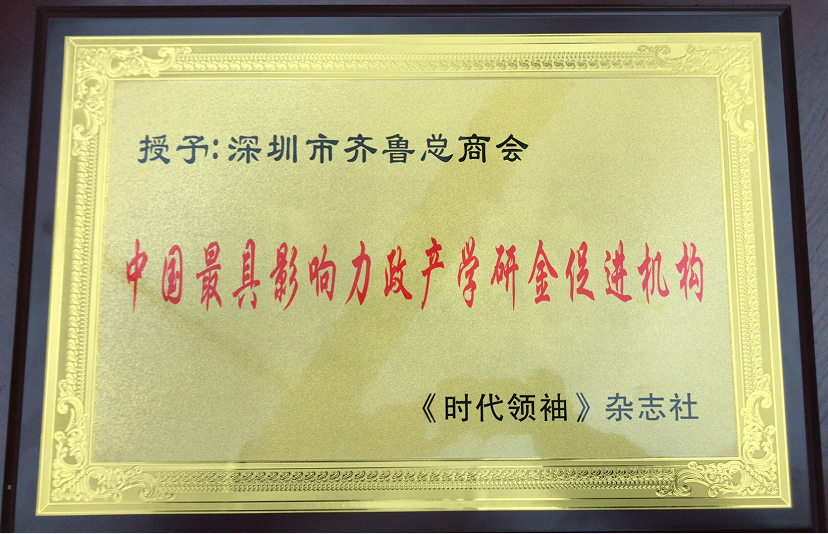 授予:深圳市齐鲁总商会
中国最具影响力政产学研金促进机构
《时代领袖》杂志社